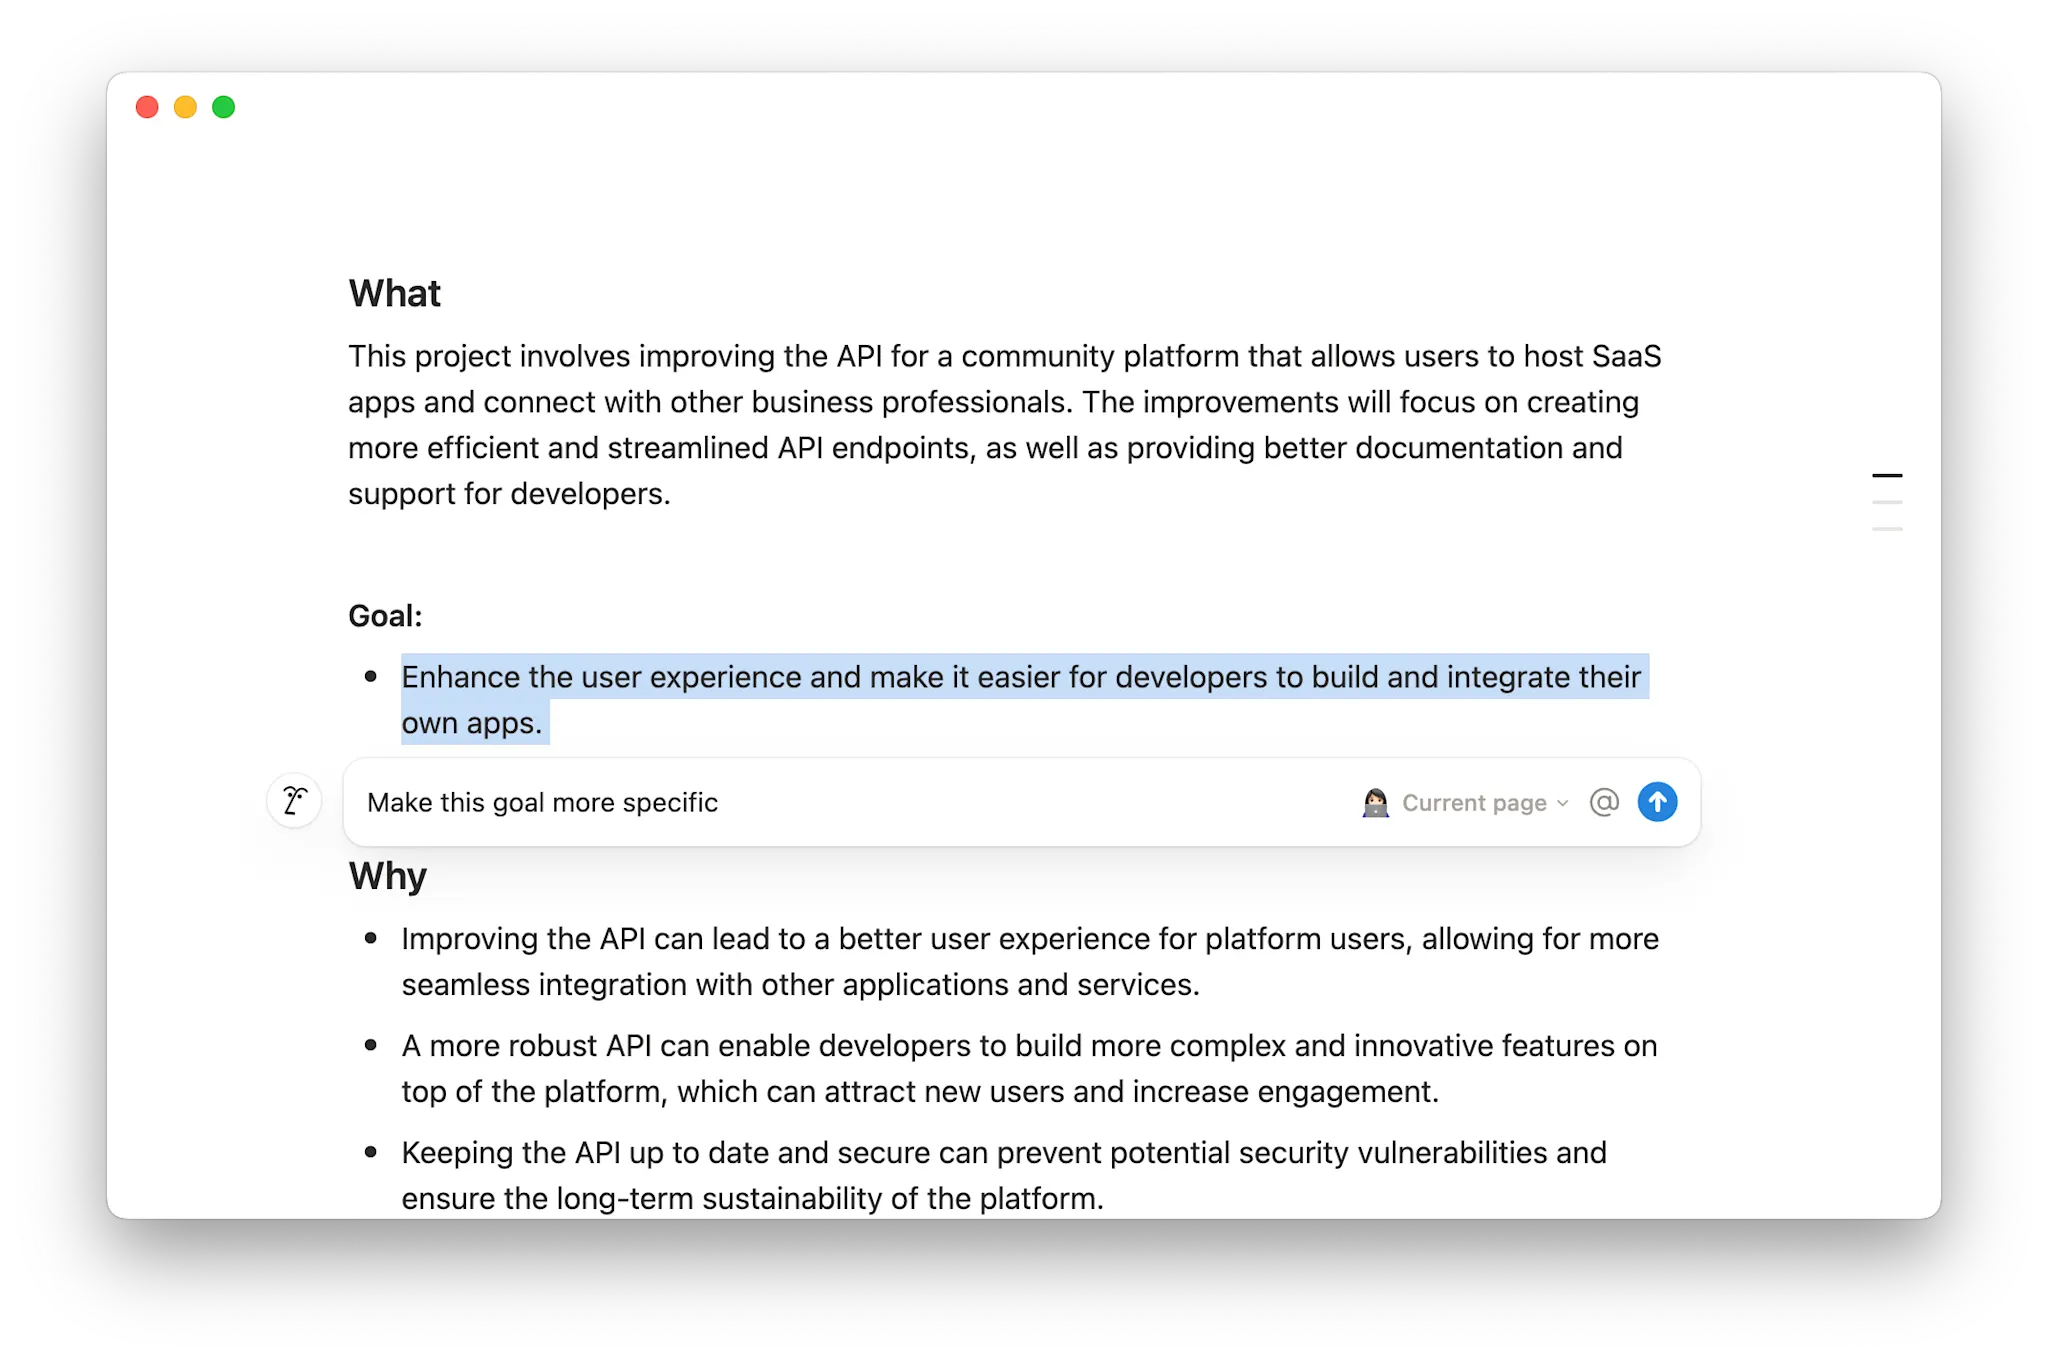 What
This project involves improving the API for a community platform that allows users to host SaaS
apps and connect with other business professionals. The improvements will focus on creating
more efficient and streamlined API endpoints, as well as providing better documentation and
support for developers.
Goal:
• Enhance the user experience and make it easier for developers to build and integrate their
own apps.
Make this goal more specific Current page @
Why
• Improving the API can lead to a better user experience for platform users, allowing for more
seamless integration with other applications and services.
• A more robust API can enable developers to build more complex and innovative features on
top of the platform, which can attract new users and increase engagement.
• Keeping the API up to date and secure can prevent potential security vulnerabilities and
ensure the long-term sustainability of the platform.